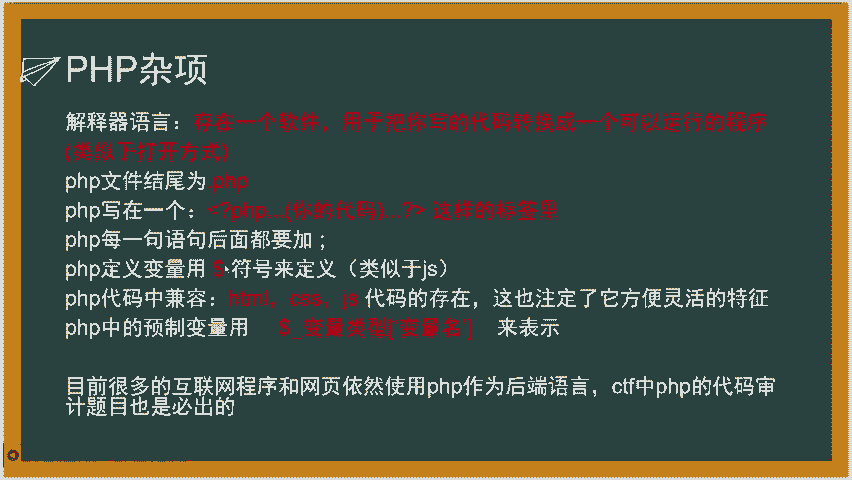 PHP杂项
解释器语言：存在一个软件，用于把你写的代码转换成一个可以运行的程序
(类似于打开方式)
php文件结尾为.php
php写在一个：<?php ..(你的代码)...?> 这样的标签里
php每一句语句后面都要加；
php定义变量用 $ 符号来定义（类似于js）
php代码中兼容：html，css、js 代码的存在，这也注定了它方便灵活的特征
php中的预制变量用 $_变量类型['变量名'] 来表示
目前很多的互联网程序和网页依然使用php作为后端语言，ctf中php的代码审
计题目也是必出的